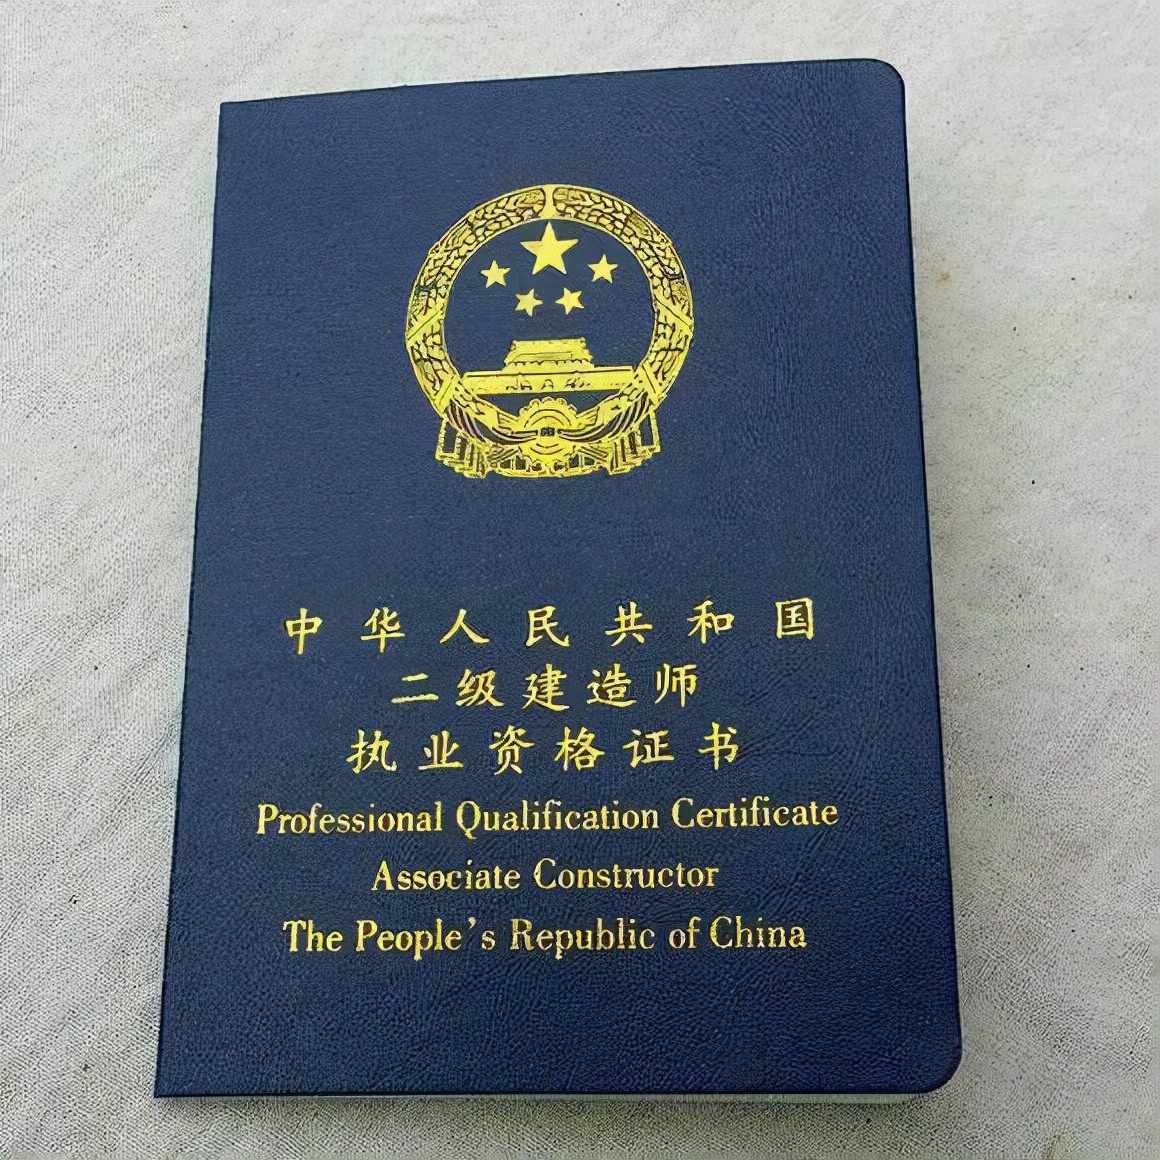 中华人民共和国
二级建造师
执业资格证书
Professional Qualification Certificate
Associate Constructor
The People's Republic of China